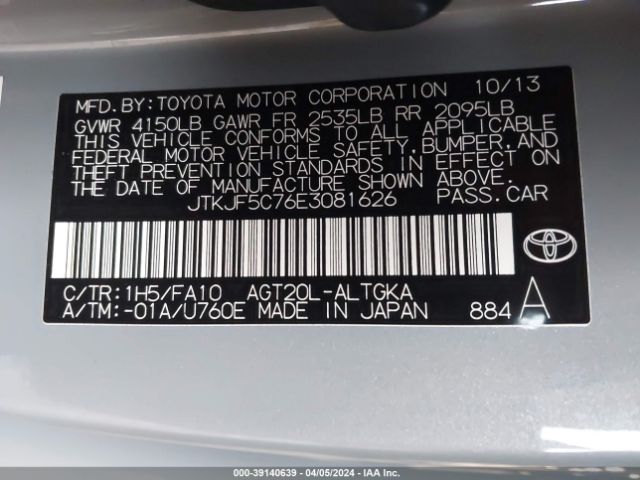 MFD.BY:TOYOTA MOTOR CORPORATION 10/13
GVWR 4150LB GAWR FR 2535LB RR 2095LB
THIS VEHICLE CONFORMS TO ALL APPLICABLE
FEDERAL MOTOR VEHICLE SAFETY,BUMPER,AND
THEFT PREVENTION STANDARDS IN EFFECT ON
THE DATE OF MANUFACTURE SHOWN ABOVE.
JTKJF5C76E3081626 PASS.CAR
C/TR:1H5/FA10 AGT20L-ALTGKA
A/TM:-01A/U760E MADE IN JAPAN 884 A
000-39140639 - 04/05/2024 - IAA Inc.